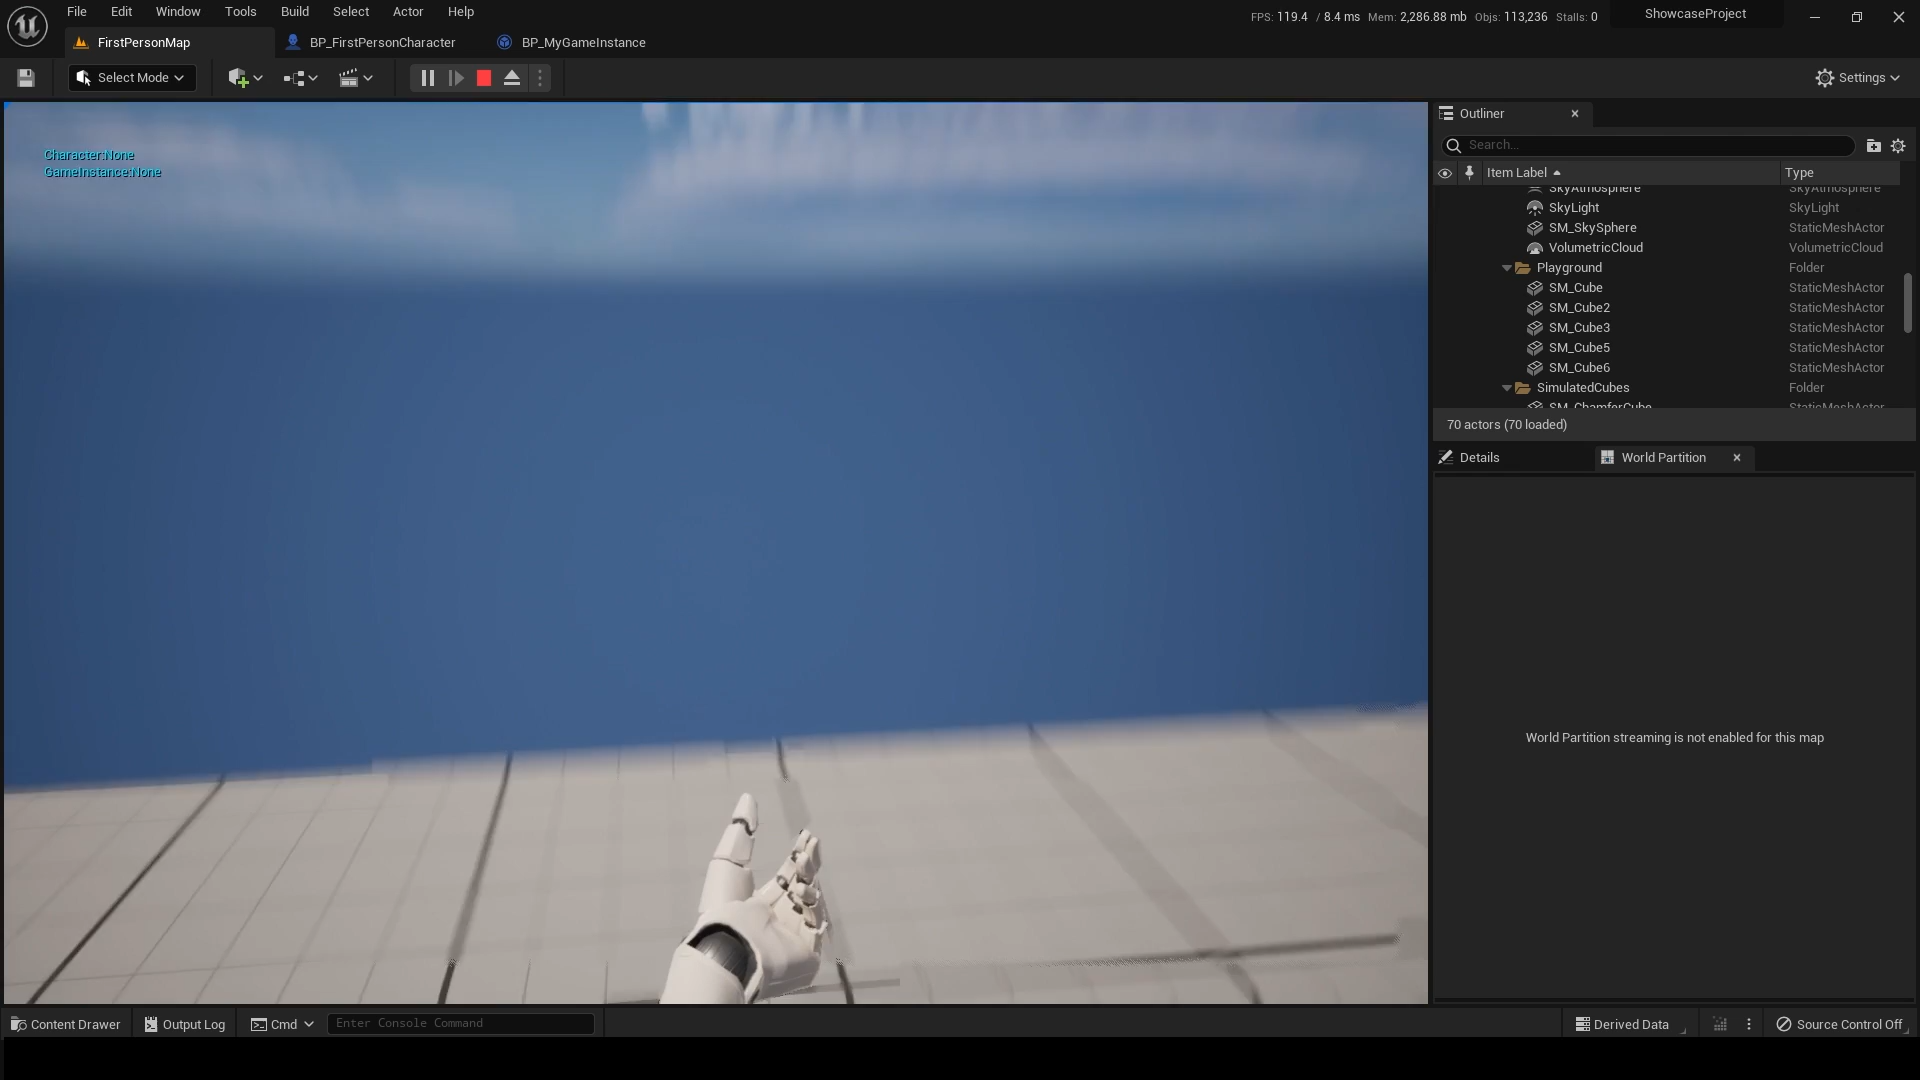 File Edit Window Tools Build Select Actor Help
FPS: 119.4 / 8.4 ms Mem: 2,286.88 mb Objs: 113,236 Stalls: 0
ShowcaseProject
FirstPersonMap
BP_FirstPersonCharacter
BP_MyGameInstance
Select Mode
Settings
Character:None
GameInstance:None
Outliner
Search...
Item Label Type
SkyAtmosphere SkyAtmosphere
SkyLight SkyLight
SM_SkySphere StaticMeshActor
VolumetricCloud VolumetricCloud
Playground Folder
SM_Cube StaticMeshActor
SM_Cube2 StaticMeshActor
SM_Cube3 StaticMeshActor
SM_Cube5 StaticMeshActor
SM_Cube6 StaticMeshActor
SimulatedCubes Folder
SM_ChamferCube StaticMeshActor
70 actors (70 loaded)
Details
World Partition
World Partition streaming is not enabled for this map
Content Drawer
Output Log
Cmd
Enter Console Command
Derived Data
Source Control Off